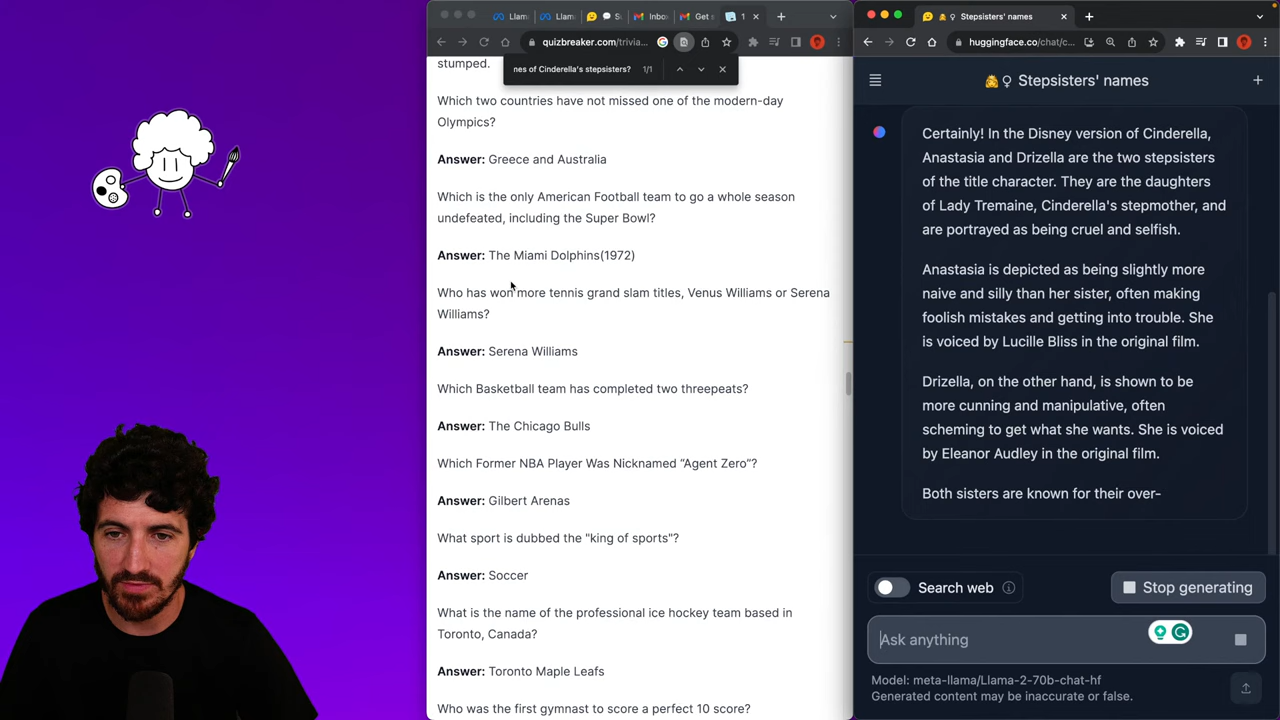 Llam
Llam
S
Inbo
Get s
1
quizbreaker.com/trivia
nes of Cinderella's stepsisters?
1/1
stumped.
Which two countries have not missed one of the modern-day
Olympics?
Answer: Greece and Australia
Which is the only American Football team to go a whole season
undefeated, including the Super Bowl?
Answer: The Miami Dolphins(1972)
Who has won more tennis grand slam titles, Venus Williams or Serena
Williams?
Answer: Serena Williams
Which Basketball team has completed two threepeats?
Answer: The Chicago Bulls
Which Former NBA Player Was Nicknamed “Agent Zero”?
Answer: Gilbert Arenas
What sport is dubbed the "king of sports"?
Answer: Soccer
What is the name of the professional ice hockey team based in
Toronto, Canada?
Answer: Toronto Maple Leafs
Who was the first gymnast to score a perfect 10 score?
Stepsisters' names
huggingface.co/chat/c...
Stepsisters' names
Certainly! In the Disney version of Cinderella,
Anastasia and Drizella are the two stepsisters
of the title character. They are the daughters
of Lady Tremaine, Cinderella's stepmother, and
are portrayed as being cruel and selfish.
Anastasia is depicted as being slightly more
naive and silly than her sister, often making
foolish mistakes and getting into trouble. She
is voiced by Lucille Bliss in the original film.
Drizella, on the other hand, is shown to be
more cunning and manipulative, often
scheming to get what she wants. She is voiced
by Eleanor Audley in the original film.
Both sisters are known for their over-
Search web
Stop generating
Ask anything
Model: meta-llama/Llama-2-70b-chat-hf
Generated content may be inaccurate or false.